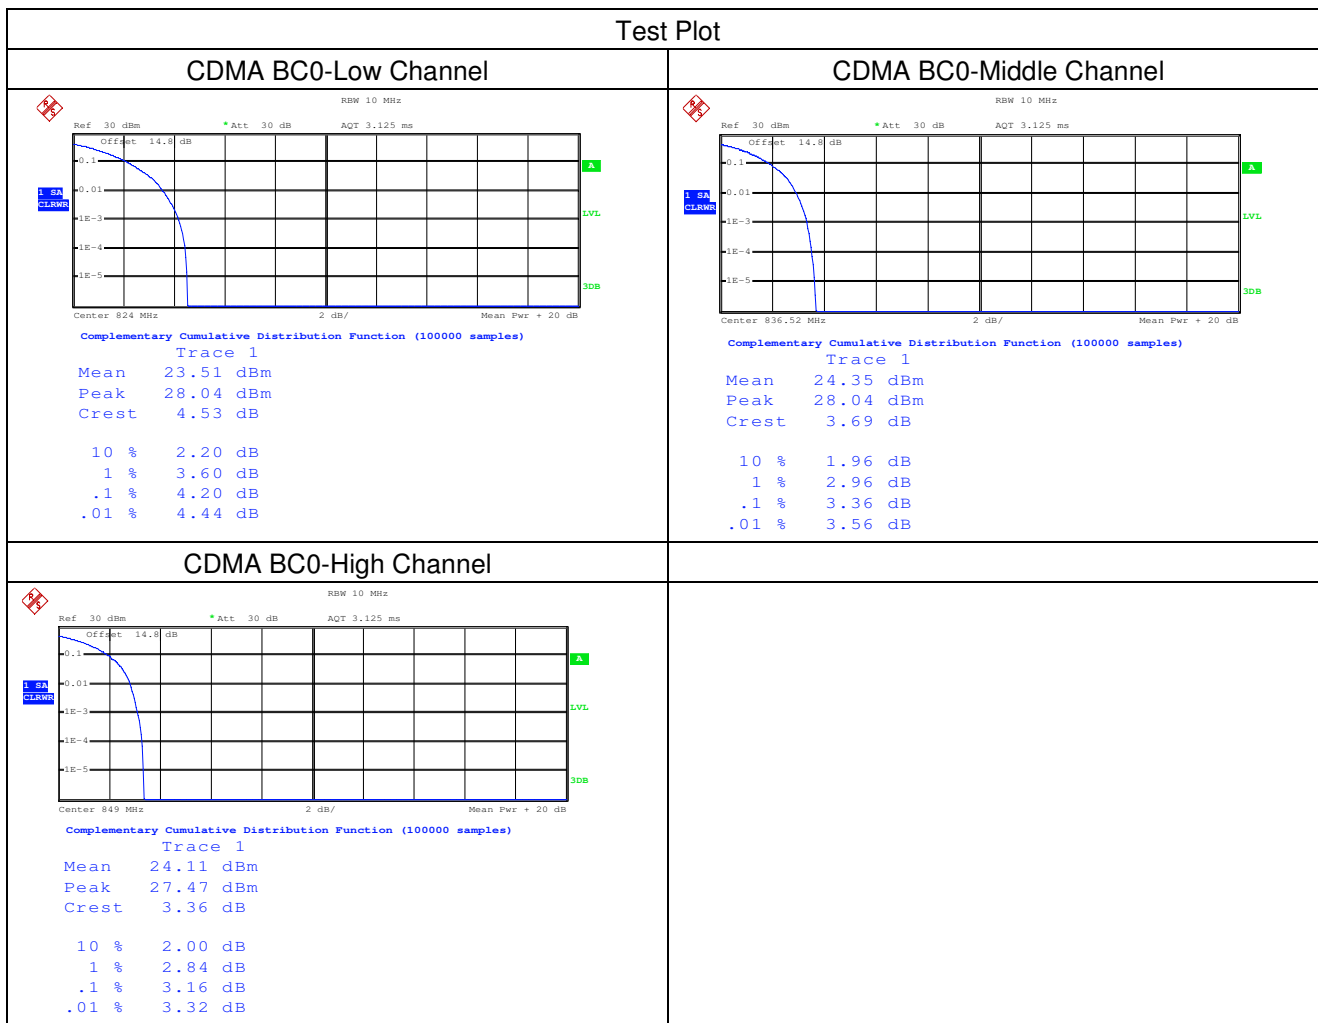 Test Plot
CDMA BC0-Low Channel
CDMA BC0-Middle Channel
R S
RBW 10 MHz
Ref 30 dBm *Att 30 dB AQT 3.125 ms
Offset 14.8 dB
0.1
A
0.01
1 SA
CLRWR
1E-3
LVL
1E-4
1E-5
3DB
Center 824 MHz 2 dB/ Mean Pwr + 20 dB
Complementary Cumulative Distribution Function (100000 samples)
Trace 1
Mean 23.51 dBm
Peak 28.04 dBm
Crest 4.53 dB
10 % 2.20 dB
1 % 3.60 dB
.1 % 4.20 dB
.01 % 4.44 dB
R S
RBW 10 MHz
Ref 30 dBm *Att 30 dB AQT 3.125 ms
Offset 14.8 dB
0.1
A
0.01
1 SA
CLRWR
1E-3
LVL
1E-4
1E-5
3DB
Center 836.52 MHz 2 dB/ Mean Pwr + 20 dB
Complementary Cumulative Distribution Function (100000 samples)
Trace 1
Mean 24.35 dBm
Peak 28.04 dBm
Crest 3.69 dB
10 % 1.96 dB
1 % 2.96 dB
.1 % 3.36 dB
.01 % 3.56 dB
CDMA BC0-High Channel
R S
RBW 10 MHz
Ref 30 dBm *Att 30 dB AQT 3.125 ms
Offset 14.8 dB
0.1
A
0.01
1 SA
CLRWR
1E-3
LVL
1E-4
1E-5
3DB
Center 849 MHz 2 dB/ Mean Pwr + 20 dB
Complementary Cumulative Distribution Function (100000 samples)
Trace 1
Mean 24.11 dBm
Peak 27.47 dBm
Crest 3.36 dB
10 % 2.00 dB
1 % 2.84 dB
.1 % 3.16 dB
.01 % 3.32 dB